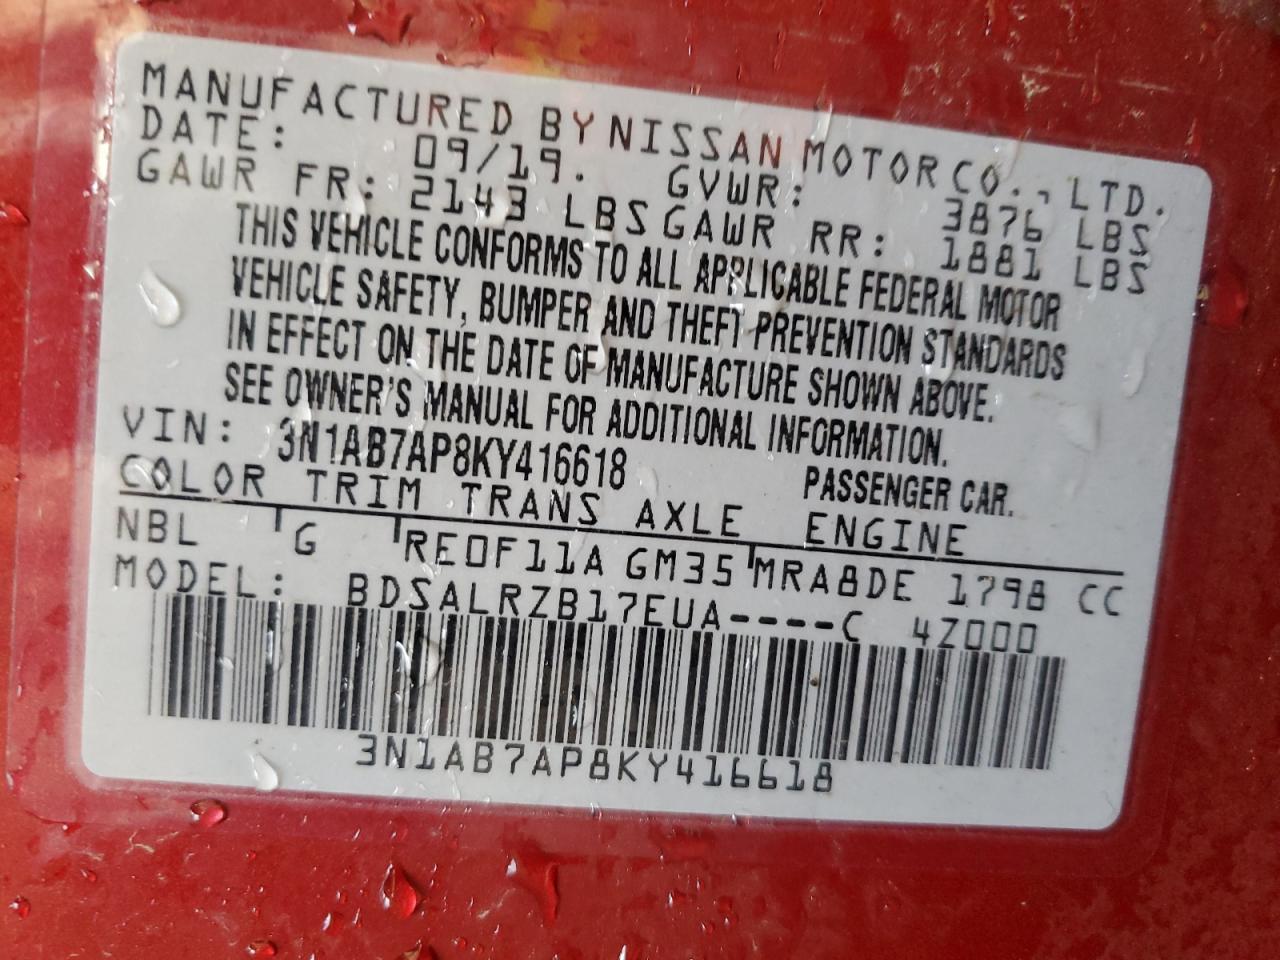 MANUFACTURED BY NISSAN MOTOR CO., LTD.
DATE: 09/19. GVWR: 3876 LBS
GAWR FR: 2143 LBS GAWR RR: 1881 LBS
THIS VEHICLE CONFORMS TO ALL APPLICABLE FEDERAL MOTOR
VEHICLE SAFETY, BUMPER AND THEFT PREVENTION STANDARDS
IN EFFECT ON THE DATE OF MANUFACTURE SHOWN ABOVE.
SEE OWNER'S MANUAL FOR ADDITIONAL INFORMATION.
VIN: 3N1AB7AP8KY416618 PASSENGER CAR.
COLOR TRIM TRANS AXLE ENGINE
NBL G RE0F11A GM35 MRA8DE 1798 CC
MODEL: BDSALRZB17EUA----C 4Z000
3N1AB7AP8KY416618